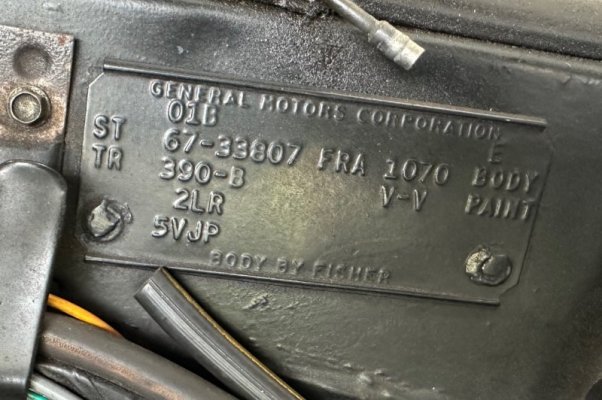 GENERAL MOTORS CORPORATION
01B E
ST 67-33807 FRA 1070 BODY
TR 390-B V-V PAINT
2LR
5VJP
BODY BY FISHER